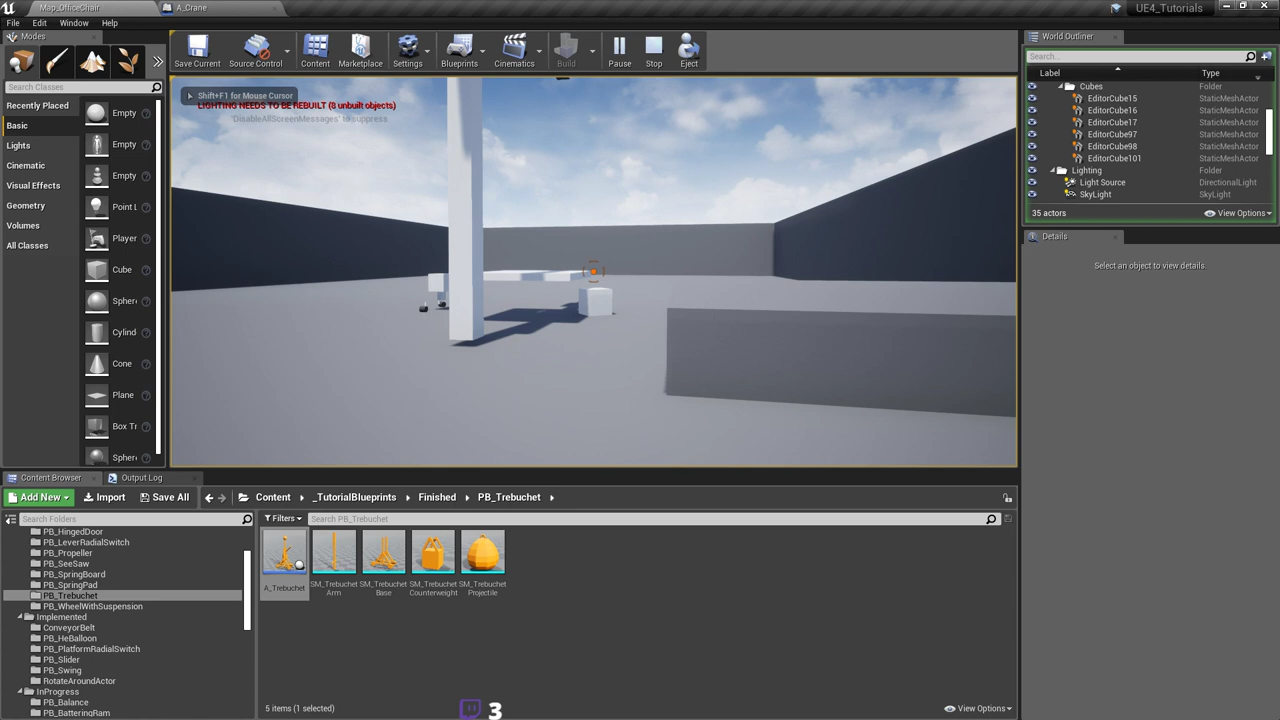 Map_OfficeChair
A_Crane
UE4_Tutorials
File Edit Window Help
Modes
Search Classes
Recently Placed
Basic
Lights
Cinematic
Visual Effects
Geometry
Volumes
All Classes
Empty
Empty
Empty
Point L
Player
Cube
Spher
Cylind
Cone
Plane
Box Tr
Spher
Save Current
Source Control
Content
Marketplace
Settings
Blueprints
Cinematics
Build
Pause
Stop
Eject
Shift+F1 for Mouse Cursor
LIGHTING NEEDS TO BE REBUILT (8 unbuilt objects)
'DisableAllScreenMessages' to suppress
World Outliner
Search...
Label Type
Cubes Folder
EditorCube15 StaticMeshActor
EditorCube16 StaticMeshActor
EditorCube17 StaticMeshActor
EditorCube97 StaticMeshActor
EditorCube98 StaticMeshActor
EditorCube101 StaticMeshActor
Lighting Folder
Light Source DirectionalLight
SkyLight SkyLight
35 actors View Options
Details
Select an object to view details
Content Browser
Output Log
Add New Import Save All Content _TutorialBlueprints Finished PB_Trebuchet
Search Folders
PB_HingedDoor
PB_LeverRadialSwitch
PB_Propeller
PB_SeeSaw
PB_SpringBoard
PB_SpringPad
PB_Trebuchet
PB_WheelWithSuspension
Implemented
ConveyorBelt
PB_HeBalloon
PB_PlatformRadialSwitch
PB_Slider
PB_Swing
RotateAroundActor
InProgress
PB_Balance
PB_BatteringRam
Filters
Search PB_Trebuchet
A_Trebuchet
SM_Trebuchet
Arm
SM_Trebuchet
Base
SM_Trebuchet
Counterweight
SM_Trebuchet
Projectile
5 items (1 selected)
3
View Options